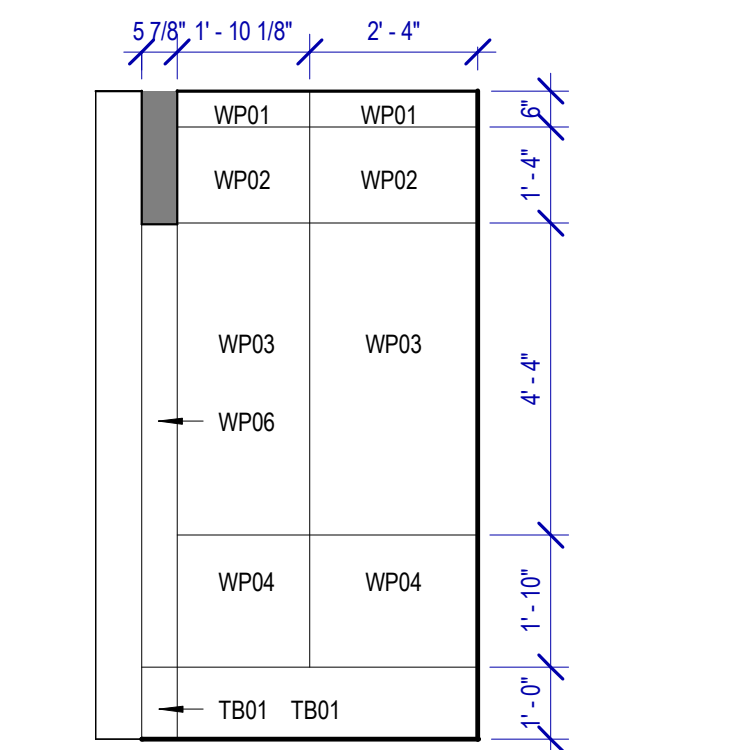 5 7/8" 1' - 10 1/8" 2' - 4"
WP01 WP01
6"
WP02 WP02
1' - 4"
WP03 WP03
4' - 4"
WP06
WP04 WP04
1' - 10"
TB01 TB01
1' - 0"